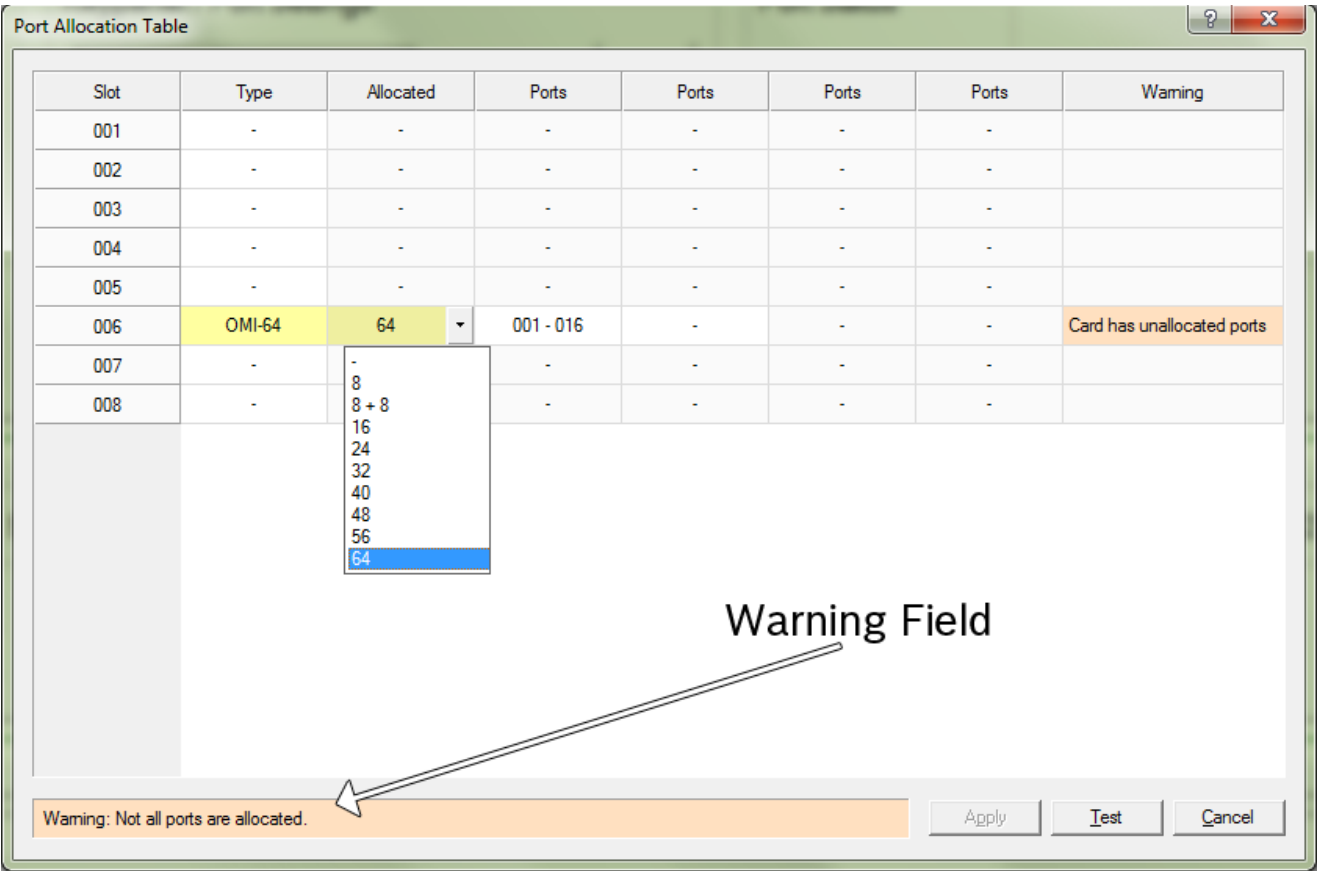 Port Allocation Table
Slot Type Allocated Ports Ports Ports Ports Warning
001 - - - - - -
002 - - - - - -
003 - - - - - -
004 - - - - - -
005 - - - - - -
006 OMI-64 64 001 - 016 - - - Card has unallocated ports
007 - - - - -
008 - - - - -
-
8
8 + 8
16
24
32
40
48
56
64
Warning Field
Warning: Not all ports are allocated.
Apply Test Cancel